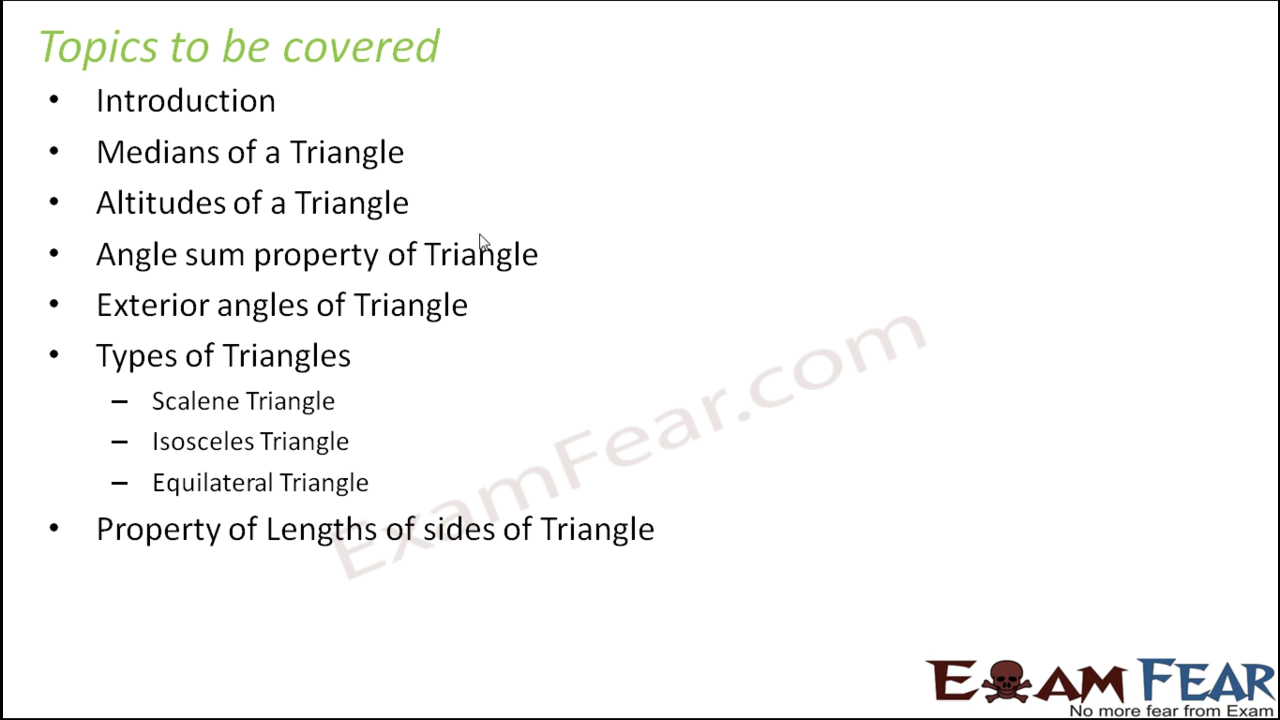 Topics to be covered
• Introduction
• Medians of a Triangle
• Altitudes of a Triangle
• Angle sum property of Triangle
• Exterior angles of Triangle
• Types of Triangles
– Scalene Triangle
– Isosceles Triangle
– Equilateral Triangle
• Property of Lengths of sides of Triangle
ExamFear.com
EXAM FEAR
No more fear from Exam